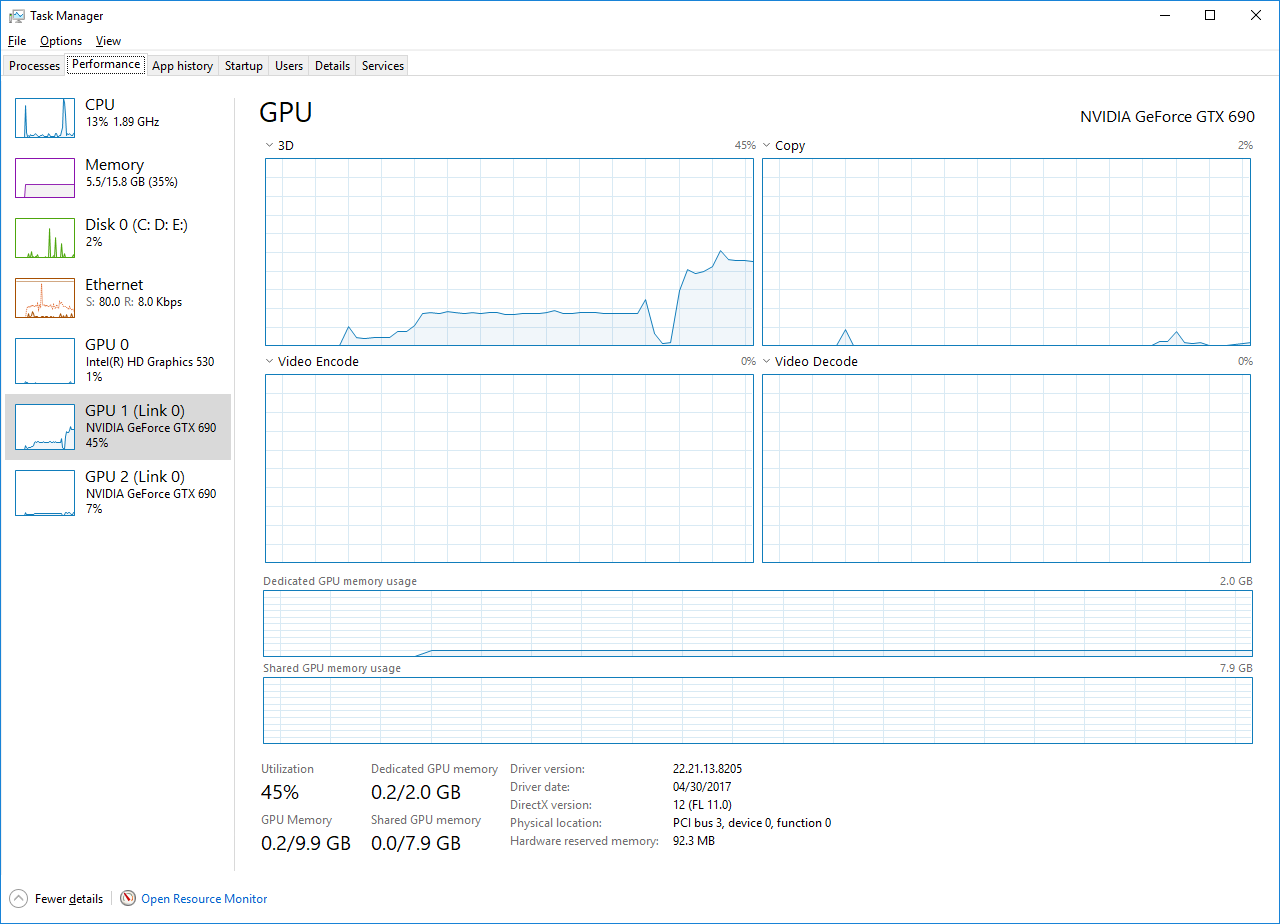 Task Manager
File Options View
Processes Performance App history Startup Users Details Services
CPU
13% 1.89 GHz
Memory
5.5/15.8 GB (35%)
Disk 0 (C: D: E:)
2%
Ethernet
S: 80.0 R: 8.0 Kbps
GPU 0
Intel(R) HD Graphics 530
1%
GPU 1 (Link 0)
NVIDIA GeForce GTX 690
45%
GPU 2 (Link 0)
NVIDIA GeForce GTX 690
7%
GPU NVIDIA GeForce GTX 690
3D 45% Copy 2%
Video Encode 0% Video Decode 0%
Dedicated GPU memory usage 2.0 GB
Shared GPU memory usage 7.9 GB
Utilization
45%
Dedicated GPU memory
0.2/2.0 GB
GPU Memory
0.2/9.9 GB
Shared GPU memory
0.0/7.9 GB
Driver version: 22.21.13.8205
Driver date: 04/30/2017
DirectX version: 12 (FL 11.0)
Physical location: PCI bus 3, device 0, function 0
Hardware reserved memory: 92.3 MB
Fewer details Open Resource Monitor